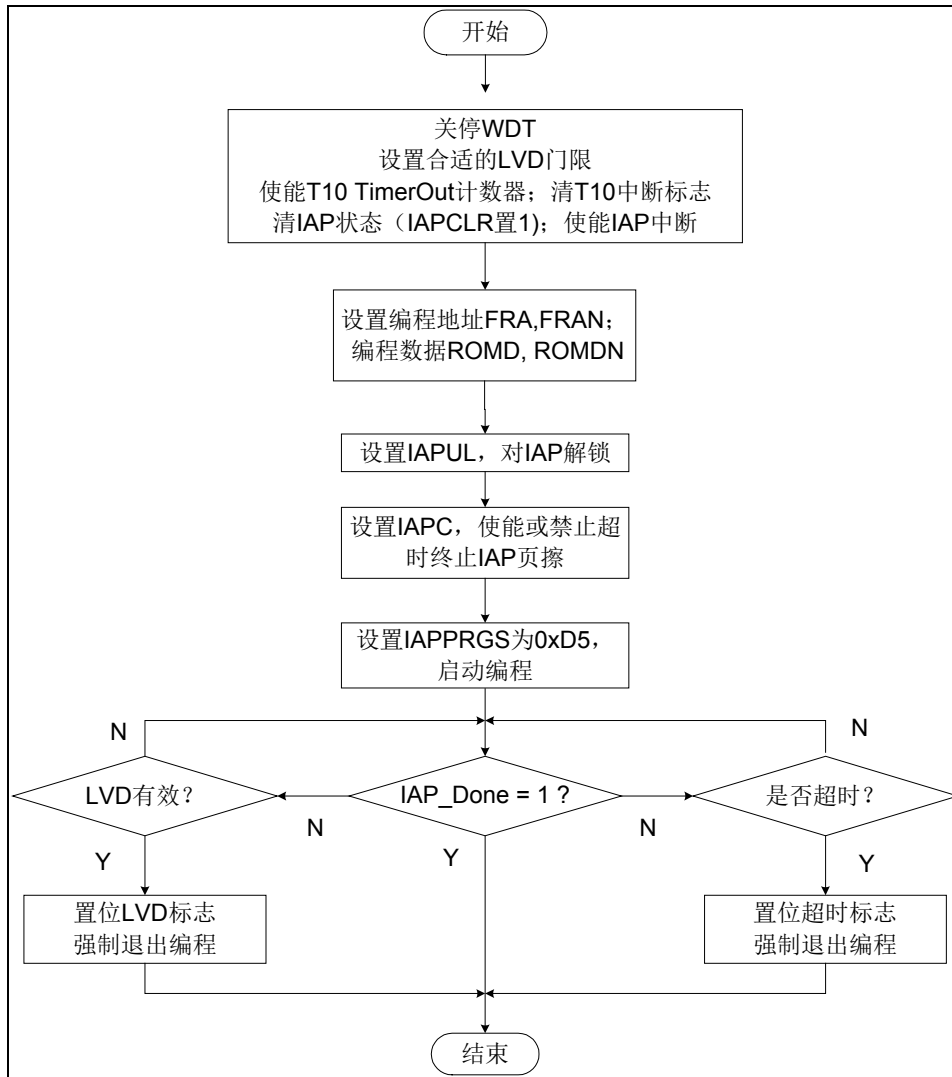 开始
关停WDT
设置合适的LVD门限
使能T10 TimerOut计数器；清T10中断标志
清IAP状态（IAPCLR置1)；使能IAP中断
设置编程地址FRA,FRAN；
编程数据ROMD, ROMDN
设置IAPUL，对IAP解锁
设置IAPC，使能或禁止超
时终止IAP页擦
设置IAPPRGS为0xD5，
启动编程
N
N
LVD有效？
IAP_Done = 1 ?
是否超时？
N
N
Y
Y
Y
置位LVD标志
强制退出编程
置位超时标志
强制退出编程
结束